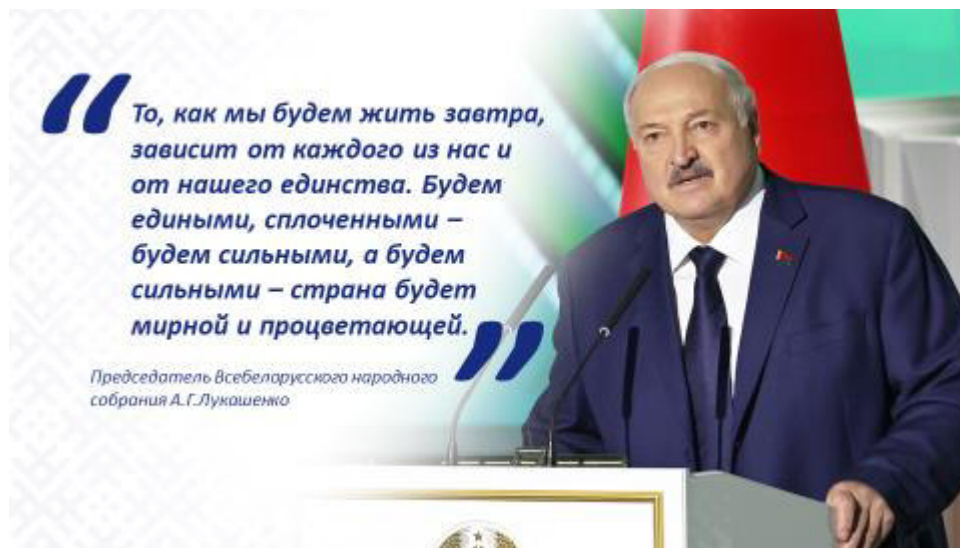 “
То, как мы будем жить завтра,
зависит от каждого из нас и
от нашего единства. Будем
едиными, сплоченными –
будем сильными, а будем
сильными – страна будет
мирной и процветающей.
”
Председатель Всебелорусского народного
собрания А.Г.Лукашенко